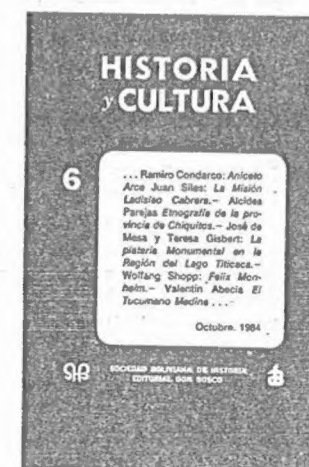 HISTORIA
y CULTURA
6
... Ramiro Condarco: Aniceto
Arce Juan Siles: La Misión
Ladislao Cabrera.— Alcides
Parejas Etnografía de la pro-
vincia de Chiquitos.— José de
Mesa y Teresa Gisbert: La
platería Monumental en la
Región del Lago Titicaca.—
Wolfang Shopp: Felix Mon-
heim.— Valentin Abecia El
Tucumano Medina ...
Octubre, 1984
SOCIEDAD BOLIVIANA DE HISTORIA
EDITORIAL DON BOSCO